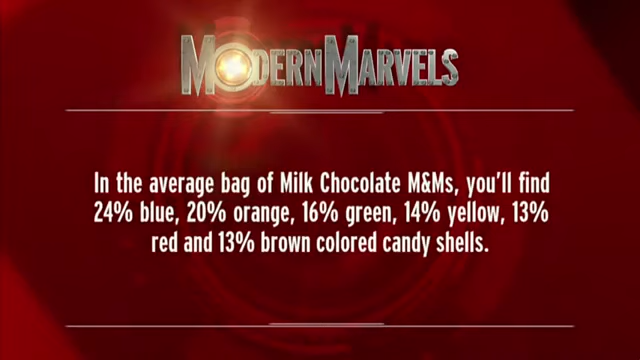 MODERN MARVELS
In the average bag of Milk Chocolate M&Ms, you'll find
24% blue, 20% orange, 16% green, 14% yellow, 13%
red and 13% brown colored candy shells.